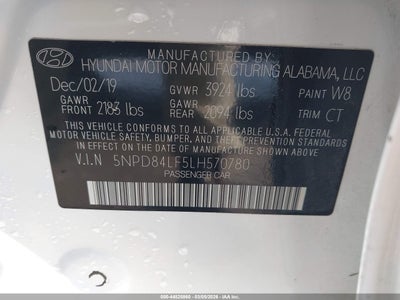 MANUFACTURED BY
HYUNDAI MOTOR MANUFACTURING ALABAMA, LLC
Dec/02/19 GVWR 3924 lbs PAINT W8
GAWR FRONT 2183 lbs GAWR REAR 2094 lbs TRIM CT
THIS VEHICLE CONFORMS TO ALL APPLICABLE U.S. FEDERAL
MOTOR VEHICLE SAFETY, BUMPER, AND THEFT PREVENTION
STANDARDS IN EFFECT ON THE DATE OF MANUFACTURE SHOWN ABOVE.
V.I.N 5NPD84LF5LH570780
PASSENGER CAR